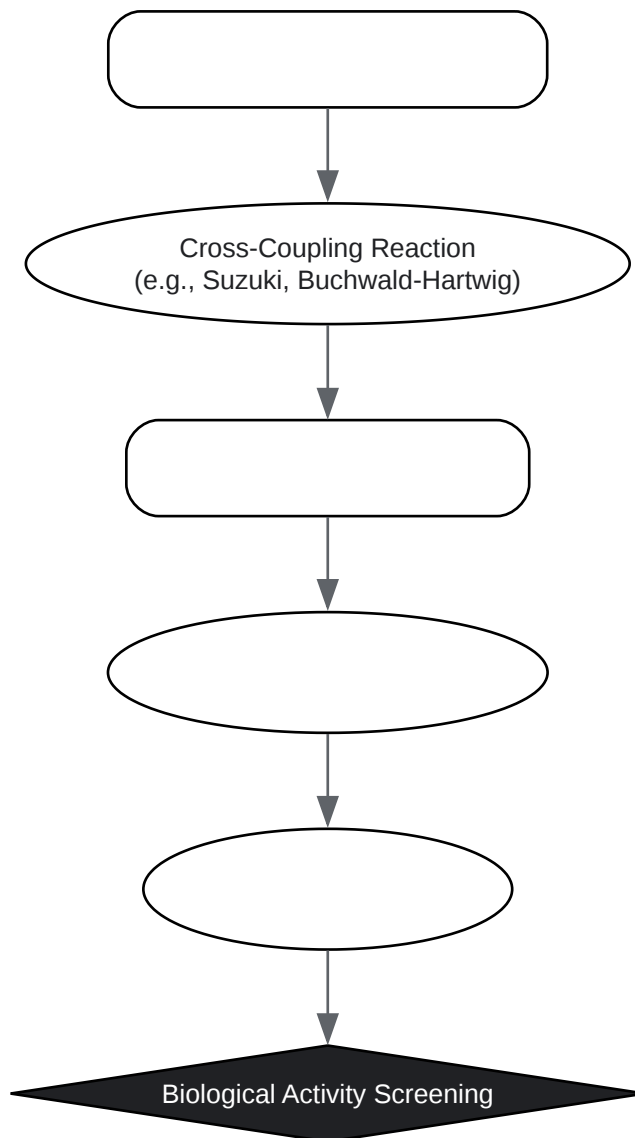 Cross-Coupling Reaction
(e.g., Suzuki, Buchwald-Hartwig)
Biological Activity Screening